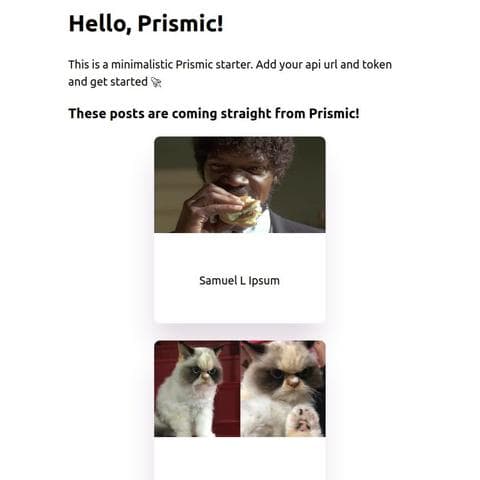 Hello, Prismic!
This is a minimalistic Prismic starter. Add your api url and token
and get started 🚀
These posts are coming straight from Prismic!
Samuel L Ipsum